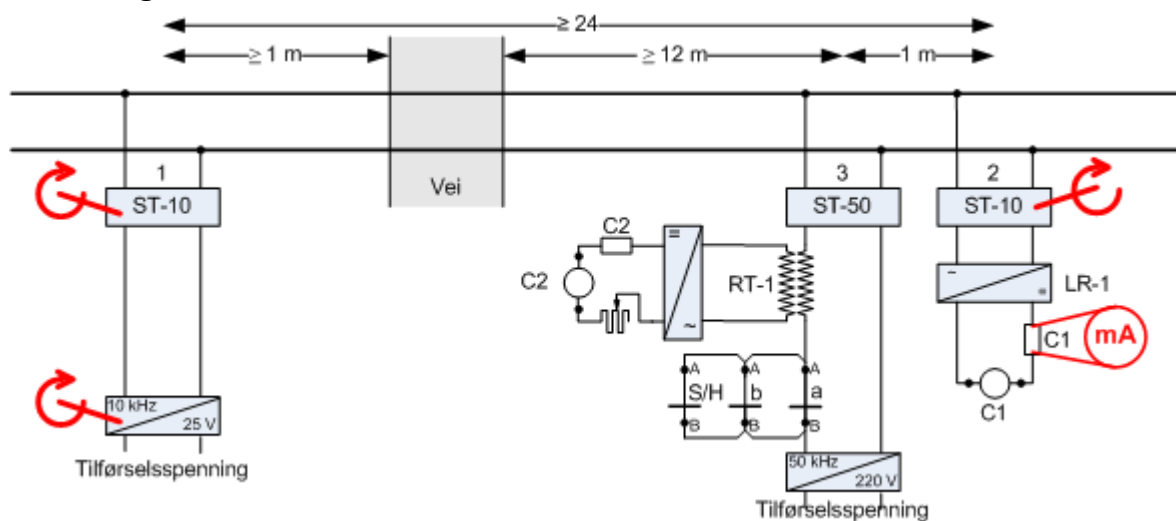 ≥ 24
≥ 1 m
≥ 12 m
1 m
Vei
1
ST-10
3
ST-50
2
ST-10
C2
C2
=
~
RT-1
~
=
LR-1
C1
mA
C1
A
A
A
S/H
b
a
B
B
B
10 kHz
25 V
Tilførselsspenning
50 kHz
220 V
Tilførselsspenning